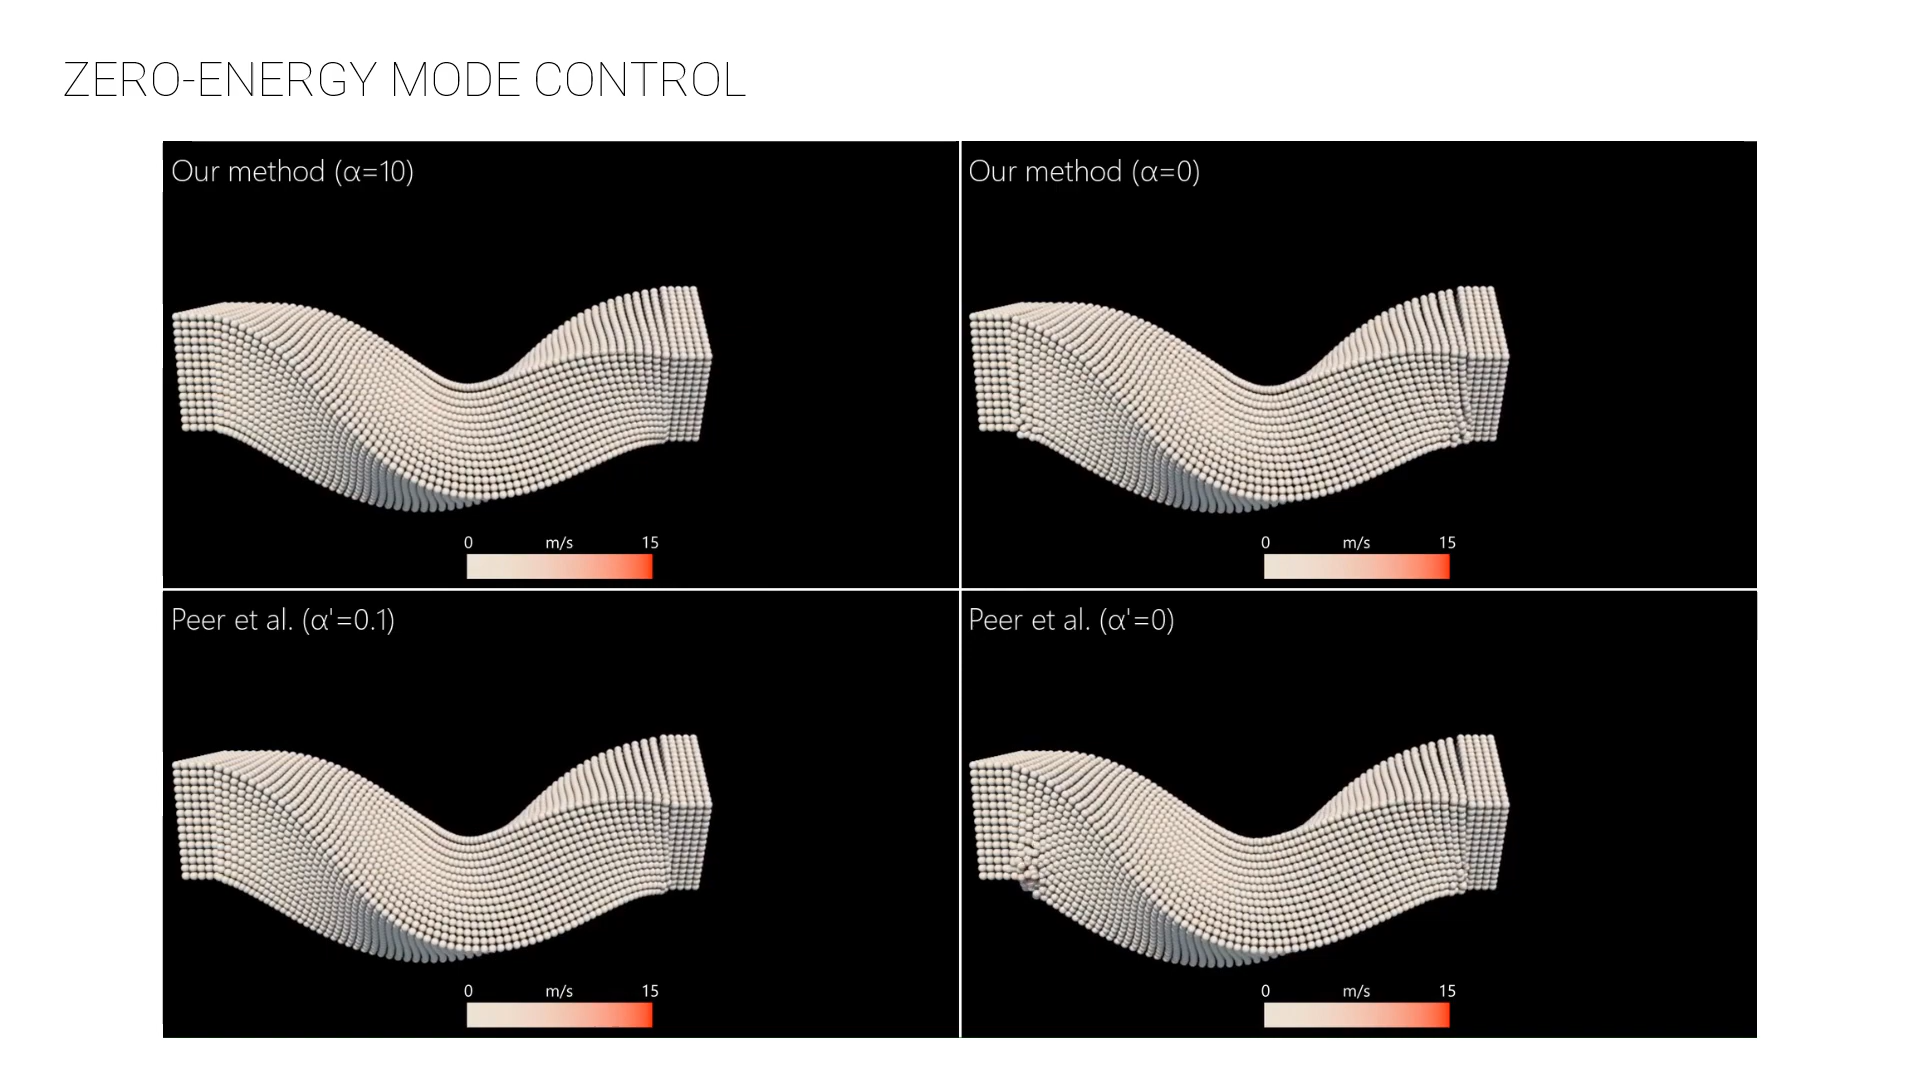 ZERO-ENERGY MODE CONTROL
Our method (α=10)
Our method (α=0)
0 m/s 15
0 m/s 15
Peer et al. (α'=0.1)
Peer et al. (α'=0)
0 m/s 15
0 m/s 15